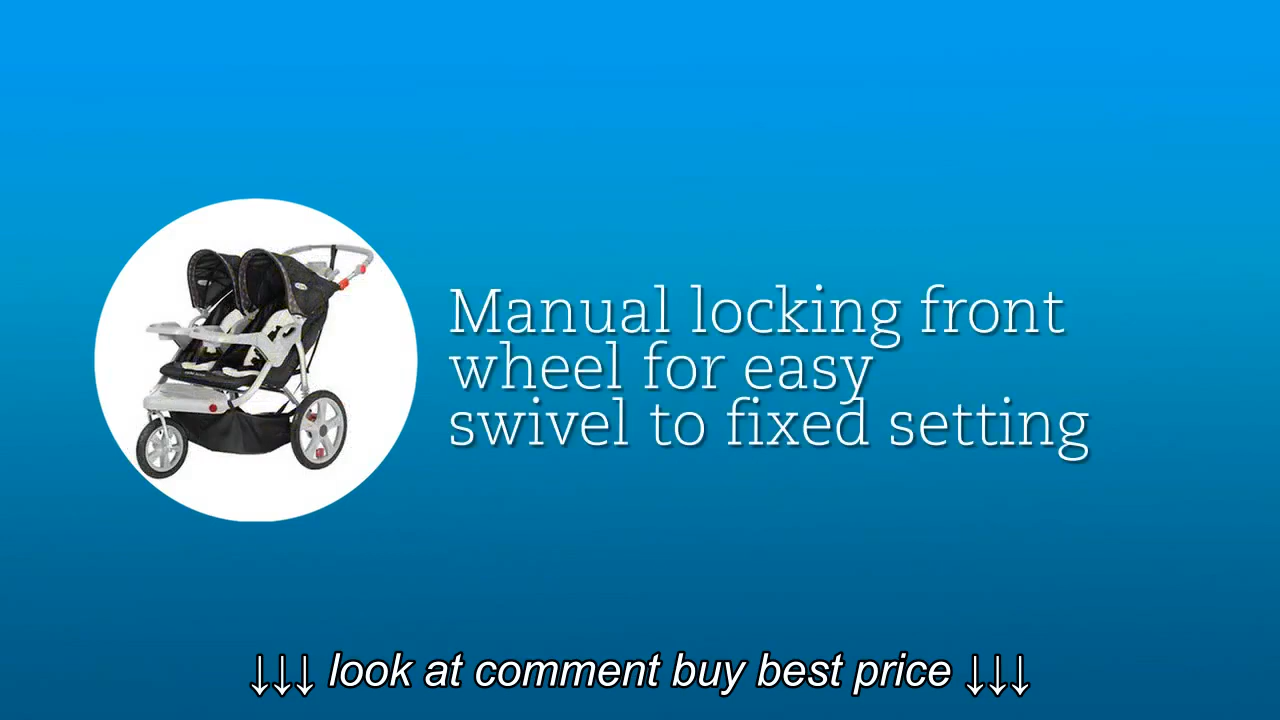 Manual locking front
wheel for easy
swivel to fixed setting
↓↓↓ look at comment buy best price ↓↓↓